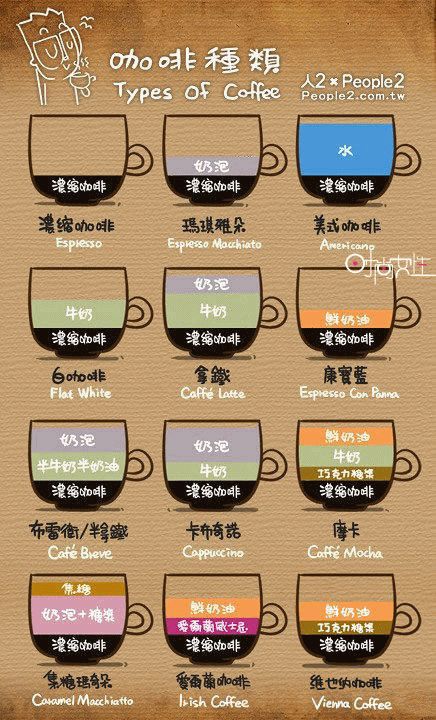 咖啡種類
Types Of Coffee
人2×People2
People2.com.tw
濃縮咖啡
濃縮咖啡
Espresso
奶泡
濃縮咖啡
瑪琪雅朵
Espresso Macchiato
水
濃縮咖啡
美式咖啡
Americano
时尚女性
牛奶
濃縮咖啡
白咖啡
Flat White
奶泡
牛奶
濃縮咖啡
拿鐵
Caffé Latte
鮮奶油
濃縮咖啡
康寶藍
Espresso Con Panna
奶泡
半牛奶半奶油
濃縮咖啡
布雷衛/半拿鐵
Café Breve
奶泡
牛奶
濃縮咖啡
卡布奇諾
Cappuccino
鮮奶油
牛奶
巧克力糖漿
濃縮咖啡
摩卡
Caffé Mocha
焦糖
奶泡+糖漿
濃縮咖啡
焦糖瑪奇朵
Caramel Macchiatto
鮮奶油
愛爾蘭威士忌
濃縮咖啡
愛爾蘭咖啡
Irish Coffee
鮮奶油
巧克力糖漿
濃縮咖啡
維也納咖啡
Vienna Coffee